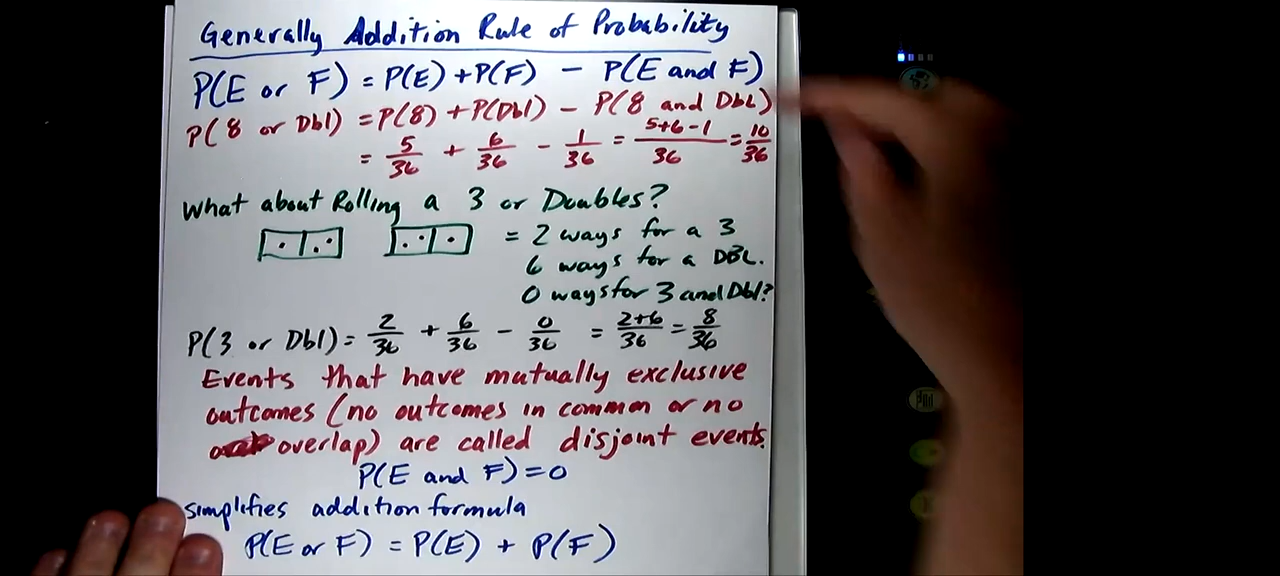 Generally Addition Rule of Probability
P(E or F) = P(E) + P(F) - P(E and F)
P(8 or Dbl) = P(8) + P(Dbl) - P(8 and DbL)
= 5/36 + 6/36 - 1/36 = 5+6-1/36 = 10/36
What about Rolling a 3 or Doubles?
= 2 ways for a 3
6 ways for a DBL.
0 ways for 3 and Dbl?
P(3 or Dbl) = 2/36 + 6/36 - 0/36 = 2+6/36 = 8/36
Events that have mutually exclusive
outcomes (no outcomes in common or no
overlap) are called disjoint events.
P(E and F) = 0
simplifies addition formula
P(E or F) = P(E) + P(F)